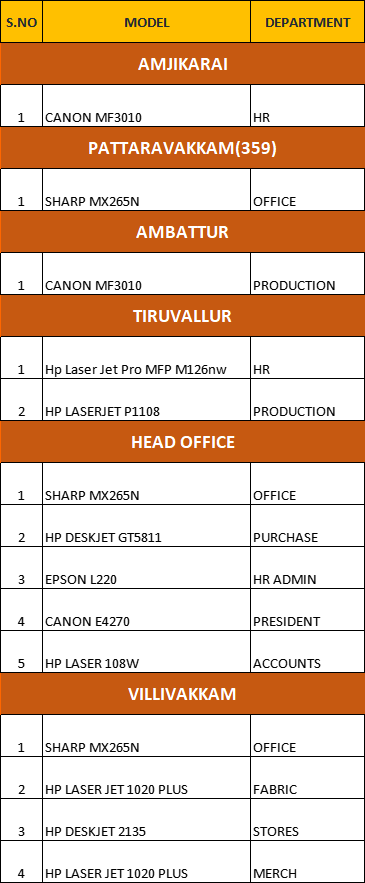 S.NO MODEL DEPARTMENT
AMJIKARAI
1 CANON MF3010 HR
PATTARAVAKKAM(359)
1 SHARP MX265N OFFICE
AMBATTUR
1 CANON MF3010 PRODUCTION
TIRUVALLUR
1 Hp Laser Jet Pro MFP M126nw HR
2 HP LASERJET P1108 PRODUCTION
HEAD OFFICE
1 SHARP MX265N OFFICE
2 HP DESKJET GT5811 PURCHASE
3 EPSON L220 HR ADMIN
4 CANON E4270 PRESIDENT
5 HP LASER 108W ACCOUNTS
VILLIVAKKAM
1 SHARP MX265N OFFICE
2 HP LASER JET 1020 PLUS FABRIC
3 HP DESKJET 2135 STORES
4 HP LASER JET 1020 PLUS MERCH